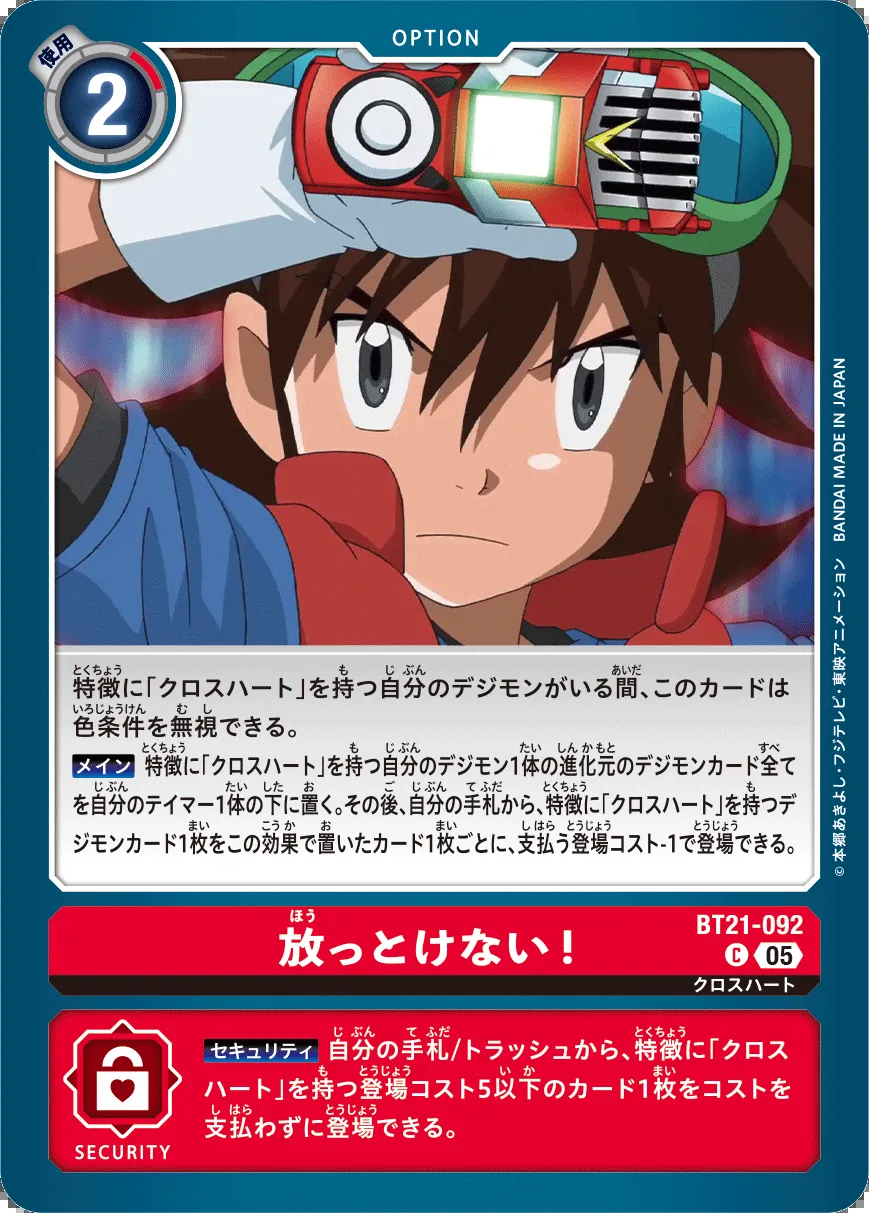 OPTION
使用
2
特徴に「クロスハート」を持つ自分のデジモンがいる間、このカードは
色条件を無視できる。
メイン 特徴に「クロスハート」を持つ自分のデジモン1体の進化元のデジモンカード全て
を自分のテイマー1体の下に置く。その後、自分の手札から、特徴に「クロスハート」を持つデ
ジモンカード1枚をこの効果で置いたカード1枚ごとに、支払う登場コスト-1で登場できる。
©本郷あきよし・フジテレビ・東映アニメーション BANDAI MADE IN JAPAN
放っとけない!
BT21-092
C 05
クロスハート
セキュリティ 自分の手札/トラッシュから、特徴に「クロス
ハート」を持つ登場コスト5以下のカード1枚をコストを
支払わずに登場できる。
SECURITY